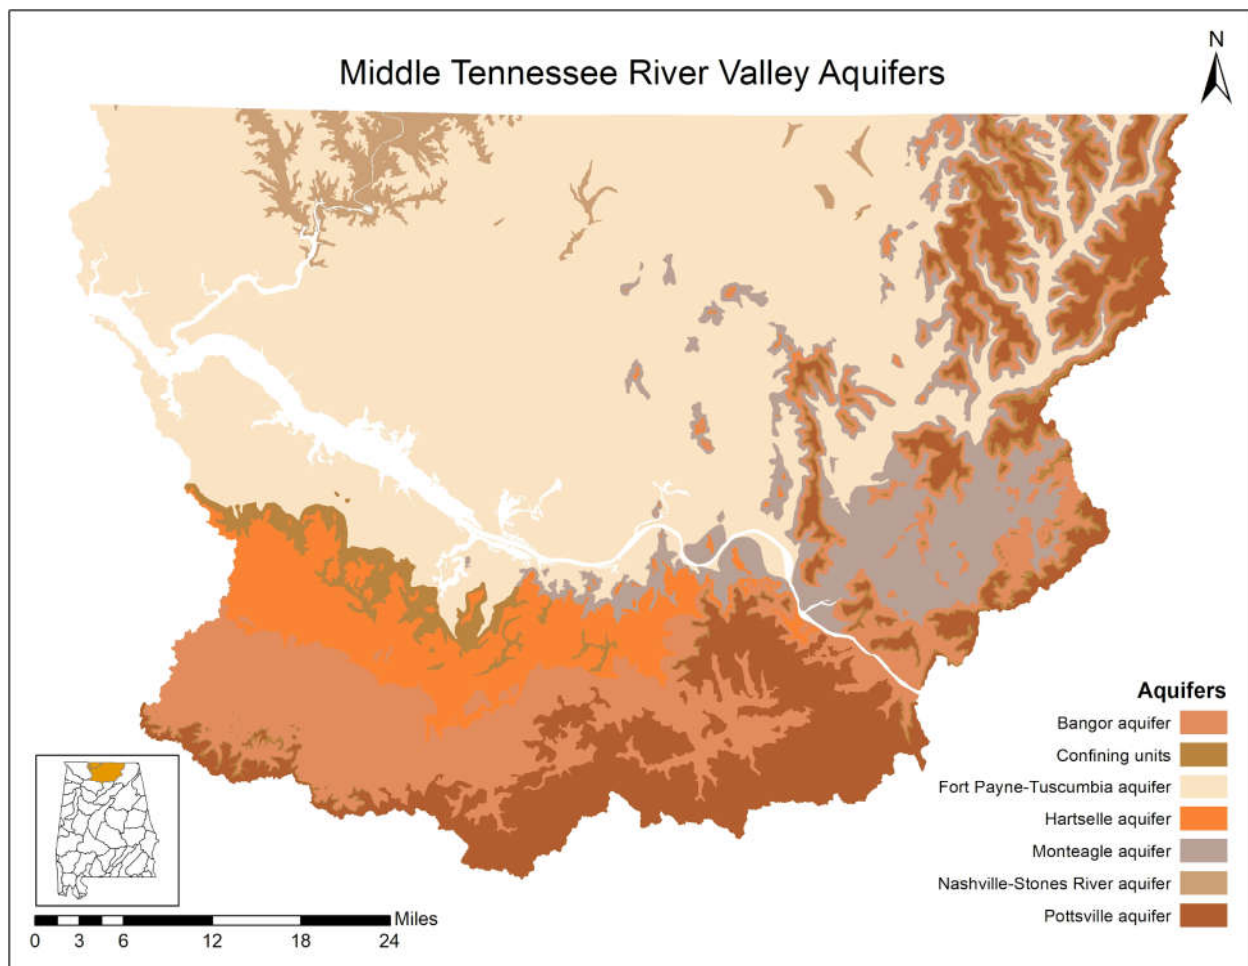 Middle Tennessee River Valley Aquifers
N
Aquifers
Bangor aquifer
Confining units
Fort Payne-Tuscumbia aquifer
Hartselle aquifer
Monteagle aquifer
Nashville-Stones River aquifer
Pottsville aquifer
Miles
0 3 6 12 18 24